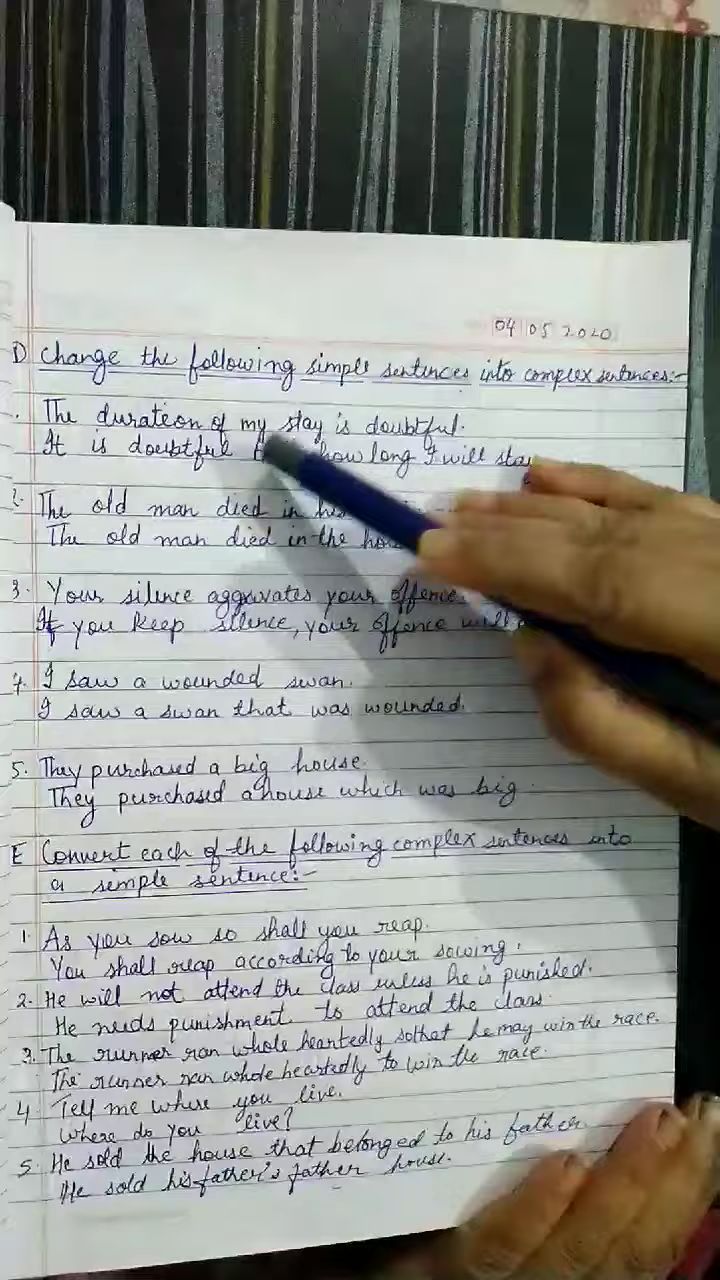 04|05 2020
D Change the following simple sentences into complex sentences:-
. The duration of my stay is doubtful.
It is doubtful how long I will stay
2. The old man died in his
The old man died in the
3. Your silence aggravates your offence.
If you keep silence, your offence will
4. I saw a wounded swan.
I saw a swan that was wounded.
5. They purchased a big house.
They purchased a house which was big.
E Convert each of the following complex sentences into
a simple sentence:-
1. As you sow so shall you reap.
You shall reap according to your sowing.
2. He will not attend the class unless he is punished.
He needs punishment to attend the class.
3. The runner ran whole heartedly so that he may win the race.
The runner ran whole heartedly to win the race.
4 Tell me where you live.
Where do you live?
5. He sold the house that belonged to his father.
He sold his father's father house.